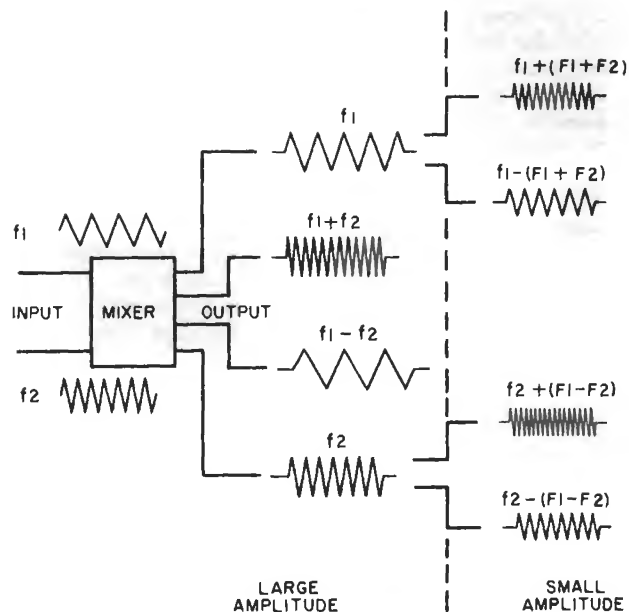 f1+(F1+F2)
f1
f1-(F1+F2)
f1
f1+f2
INPUT
MIXER
OUTPUT
f1-f2
f2
f2+(F1-F2)
f2
f2-(F1-F2)
LARGE
AMPLITUDE
SMALL
AMPLITUDE